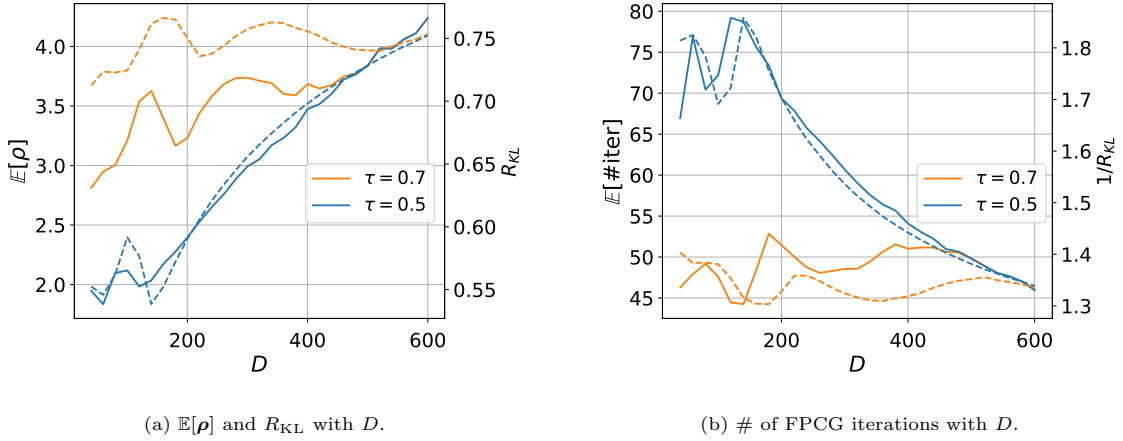 4.0
3.5
3.0
2.5
2.0
𝔼[ρ]
0.75
0.70
0.65
0.60
0.55
R_KL
τ = 0.7
τ = 0.5
200
400
600
D
80
75
70
65
60
55
50
45
𝔼[#iter]
1.8
1.7
1.6
1.5
1.4
1.3
1/R_KL
τ = 0.7
τ = 0.5
200
400
600
D
(a) 𝔼[ρ] and R_KL with D.
(b) # of FPCG iterations with D.